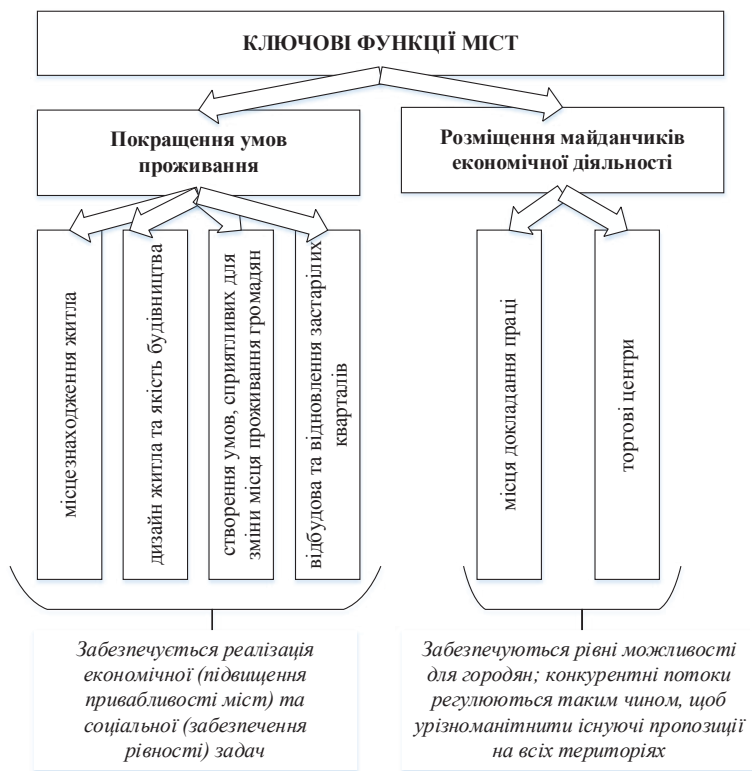 КЛЮЧОВІ ФУНКЦІЇ МІСТ
Покращення умов
проживання
Розміщення майданчиків
економічної діяльності
місцезнаходження житла
дизайн житла та якість будівництва
створення умов, сприятливих для
зміни місця проживання громадян
відбудова та відновлення застарілих
кварталів
місця докладання праці
торгові центри
Забезпечується реалізація
економічної (підвищення
привабливості міст) та
соціальної (забезпечення
рівності) задач
Забезпечуються рівні можливості
для городян; конкурентні потоки
регулюються таким чином, щоб
урізноманітнити існуючі пропозиції
на всіх територіях